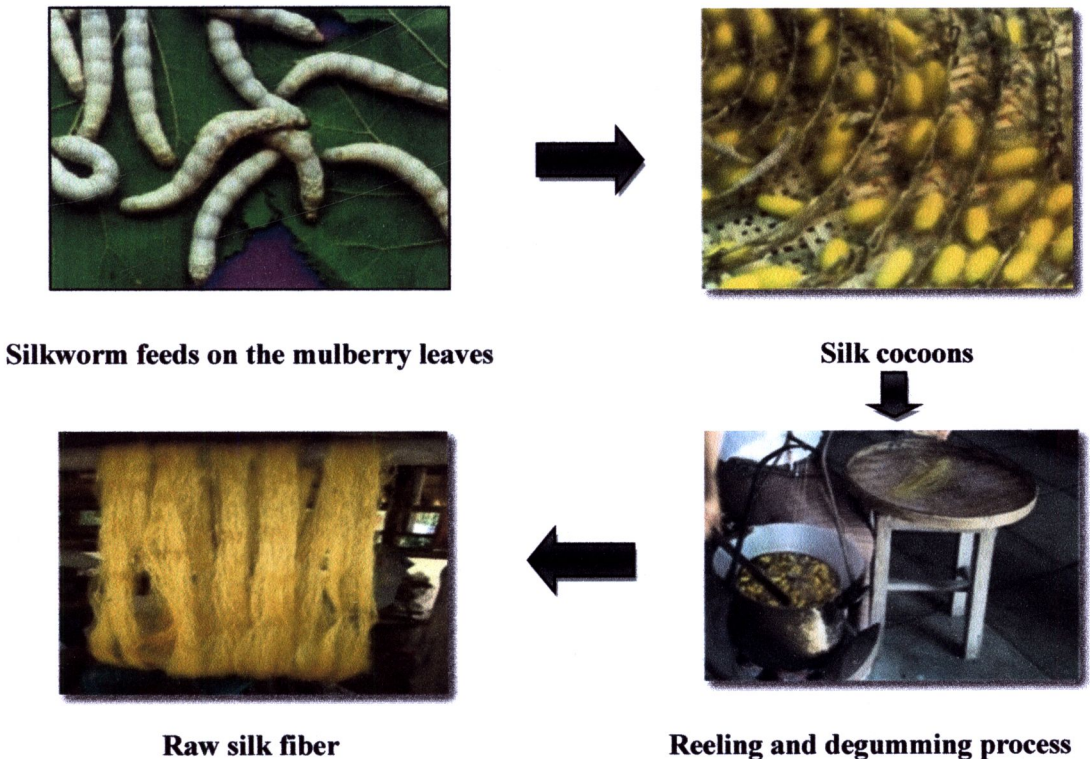 Silkworm feeds on the mulberry leaves
Silk cocoons
Reeling and degumming process
Raw silk fiber